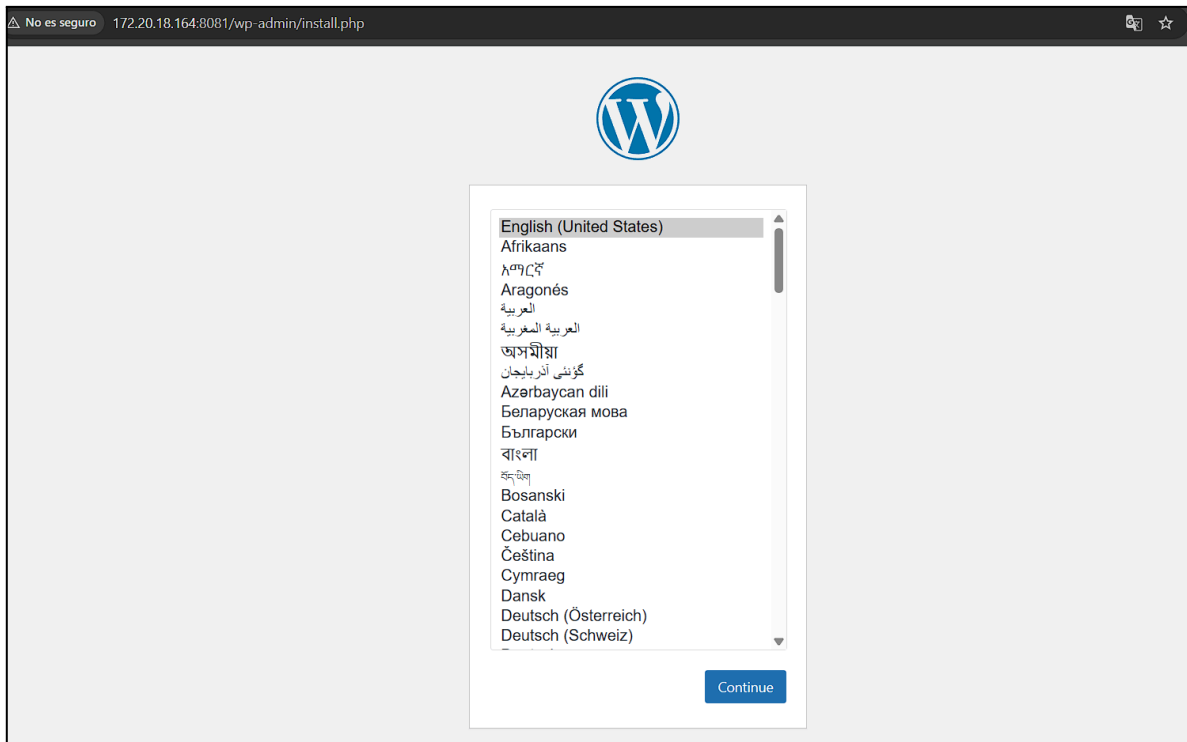 No es seguro 172.20.18.164:8081/wp-admin/install.php
English (United States)
Afrikaans
አማርኛ
Aragonés
العربية
العربية المغربية
অসমীয়া
گؤنئی آذربایجان
Azərbaycan dili
Беларуская мова
Български
বাংলা
བོད་ཡིག
Bosanski
Català
Cebuano
Čeština
Cymraeg
Dansk
Deutsch (Österreich)
Deutsch (Schweiz)
Continue